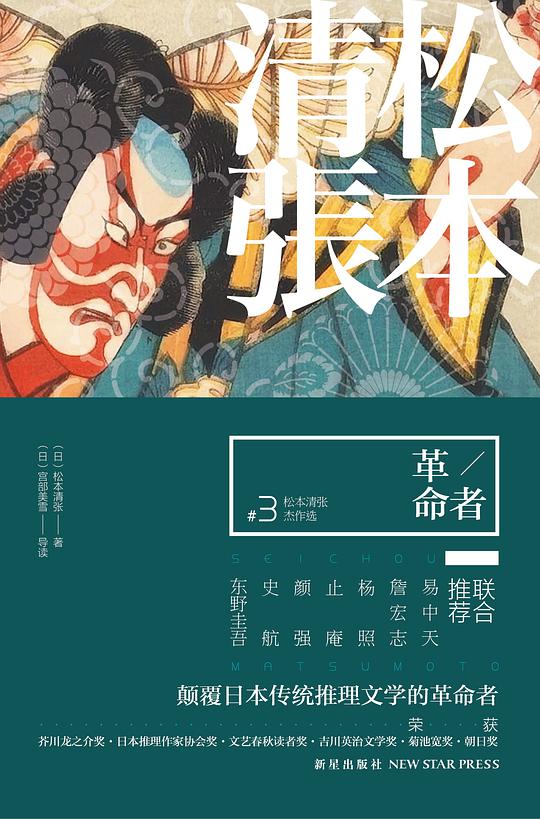 松本
清張
革/
命者
#3
松本清张
杰作选
(日)松本清张——著
(日)宫部美雪——导读
SEICHOU
联合
推荐
易中天
詹宏志
杨照
止庵
颜强
史航
东野圭吾
MATSUMOTO
颠覆日本传统推理文学的革命者
荣获
芥川龙之介奖·日本推理作家协会奖·文艺春秋读者奖·吉川英治文学奖·菊池宽奖·朝日奖
新星出版社 NEW STAR PRESS